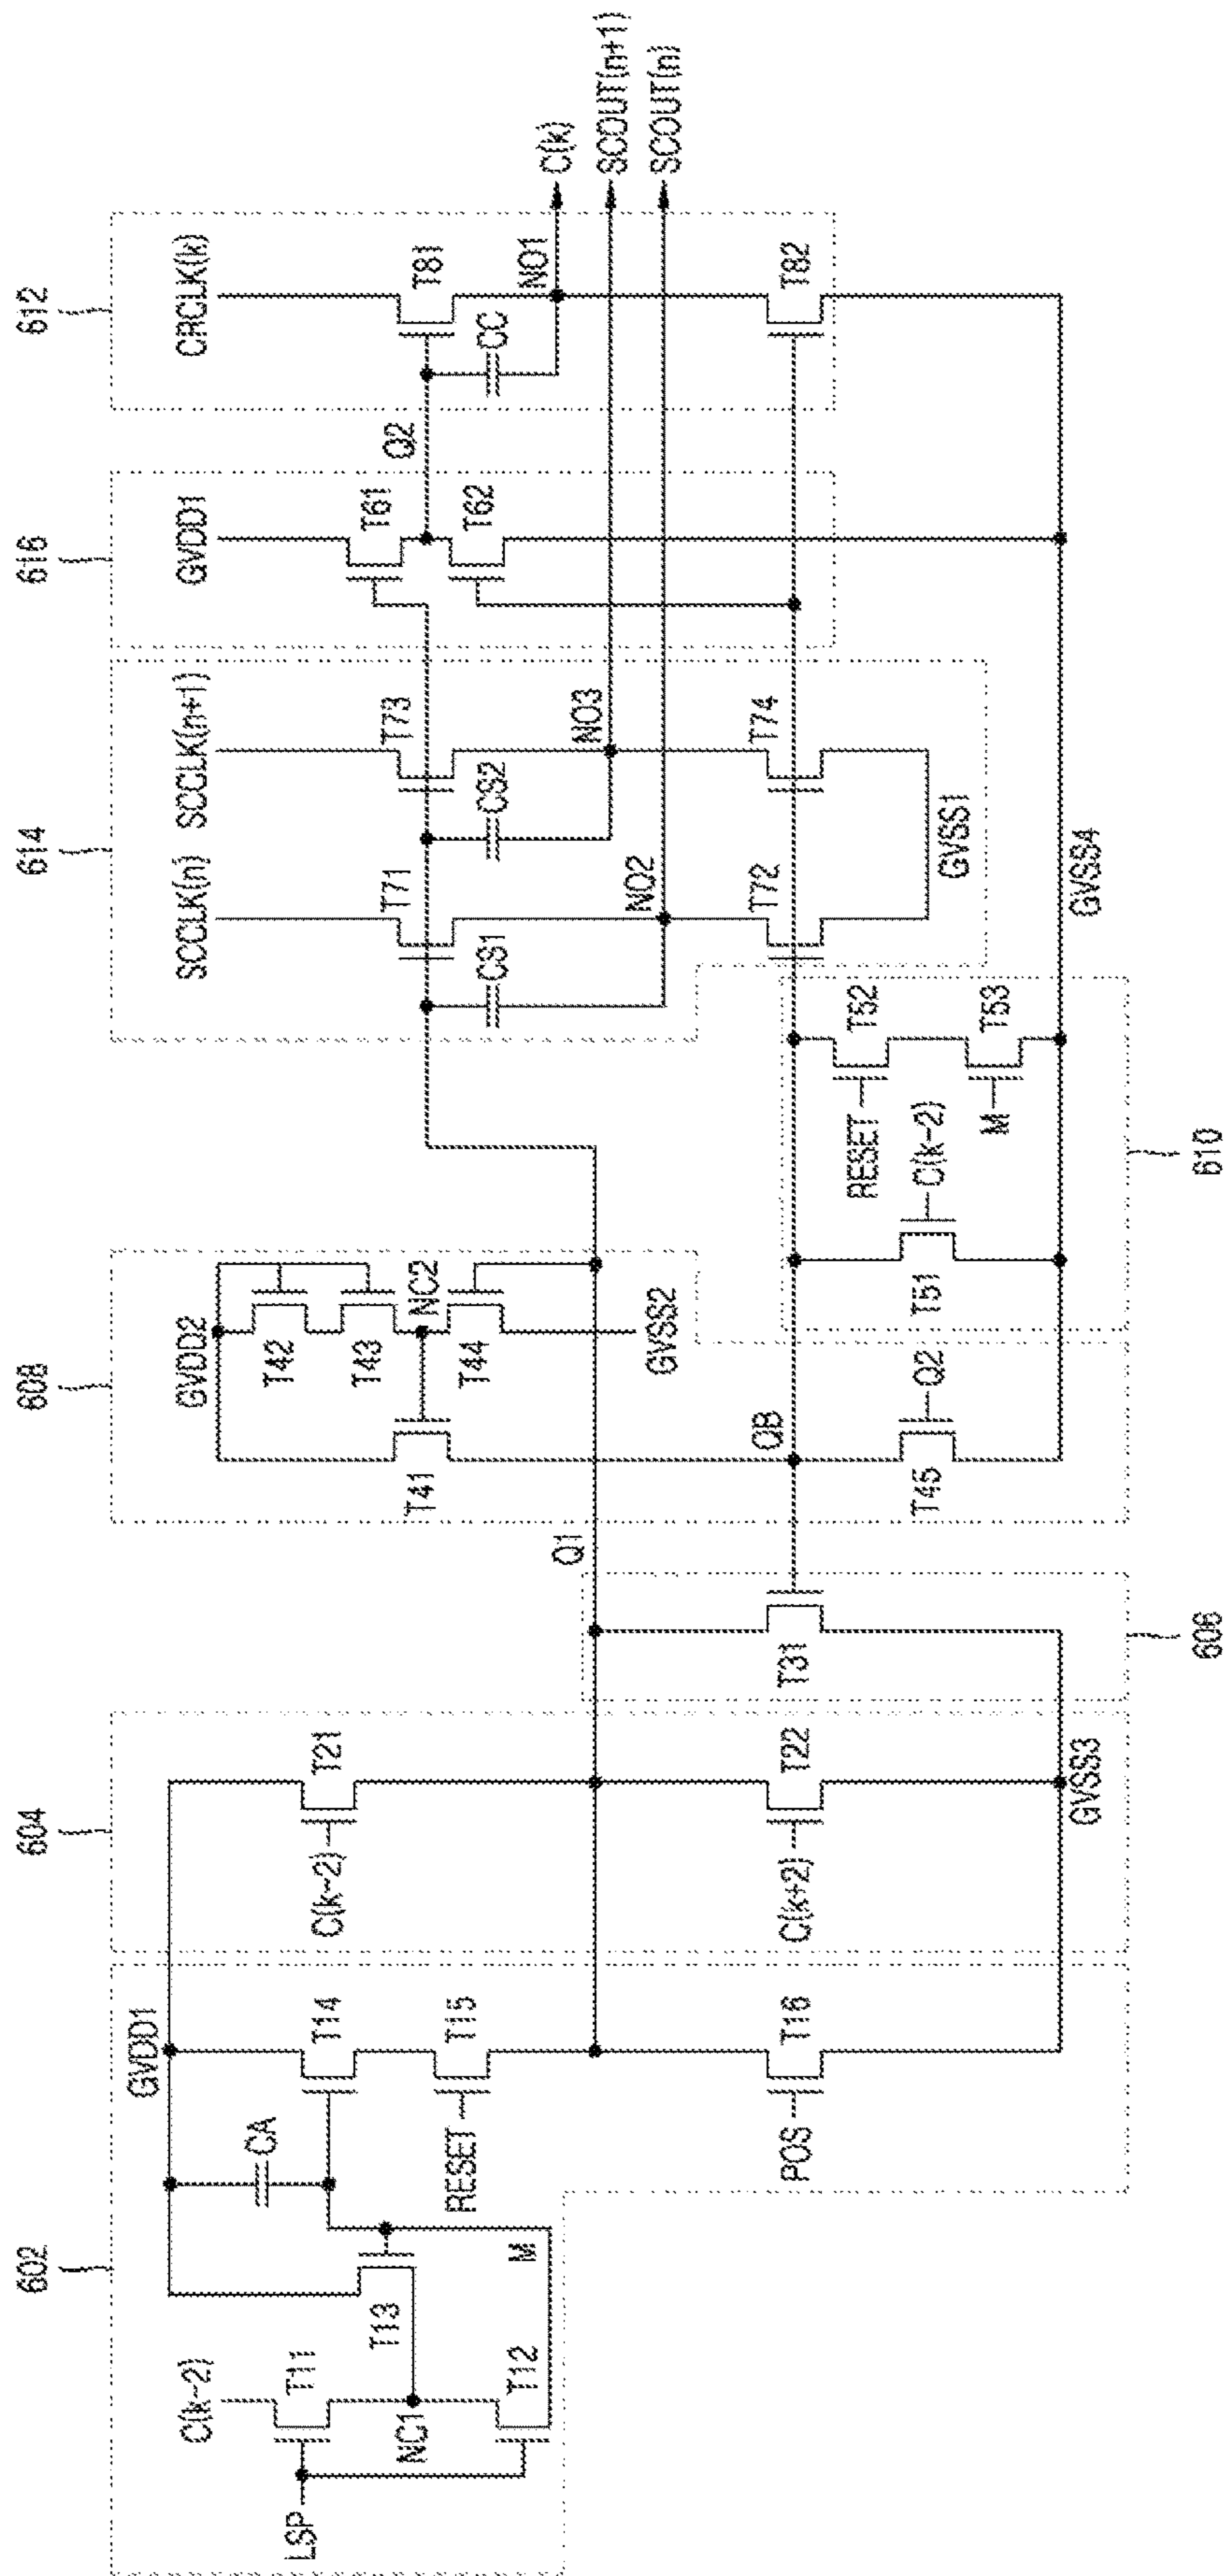 602
604
608
614
616
612
C(k-2)
LSP
T11
NC1
T12
T13
M
CA
GVDD1
T14
RESET
T15
POS
T16
C(k-2)
T21
C(k+2)
T22
GVSS3
T31
606
Q1
GVDD2
T42
T43
NC2
T44
T41
GVSS2
QB
T45
Q2
T51
C(k-2)
RESET
T52
M
T53
610
GVSS4
SCCLK(n)
SCCLK(n+1)
T71
T73
CS1
CS2
NO2
NO3
T72
T74
GVSS1
GVDD1
T61
T62
Q2
CRCLK(k)
T81
CC
NO1
T82
C(k)
SCOUT(n+1)
SCOUT(n)